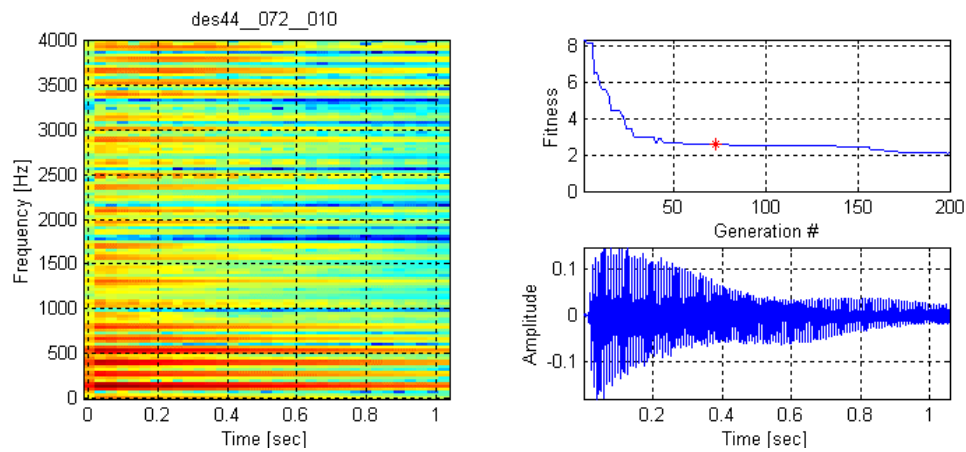 des44__072__010
4000
3500
3000
2500
2000
1500
1000
500
0
Frequency [Hz]
0 0.2 0.4 0.6 0.8 1
Time [sec]
8
6
4
2
0
Fitness
50 100 150 200
Generation #
0.1
0
-0.1
Amplitude
0.2 0.4 0.6 0.8 1
Time [sec]